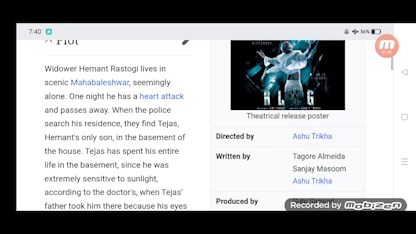 7:40
56%
Plot
Widower Hemant Rastogi lives in
scenic Mahabaleshwar, seemingly
alone. One night he has a heart attack
and passes away. When the police
search his residence, they find Tejas,
Hemant's only son, in the basement of
the house. Tejas has spent his entire
life in the basement, since he was
extremely sensitive to sunlight,
according to the doctor's, when Tejas'
father took him there because his eyes
Theatrical release poster
Directed by
Ashu Trikha
Written by
Tagore Almeida
Sanjay Masoom
Ashu Trikha
Produced by
Recorded by Mobizen